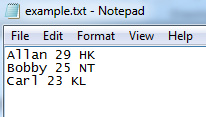 example.txt - Notepad
File Edit Format View Help
Allan 29 HK
Bobby 25 NT
Carl 23 KL